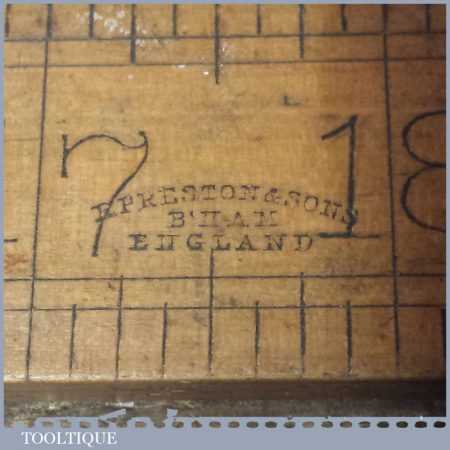 7 18
E.PRESTON & SONS
B'HAM
ENGLAND
TOOLTIQUE